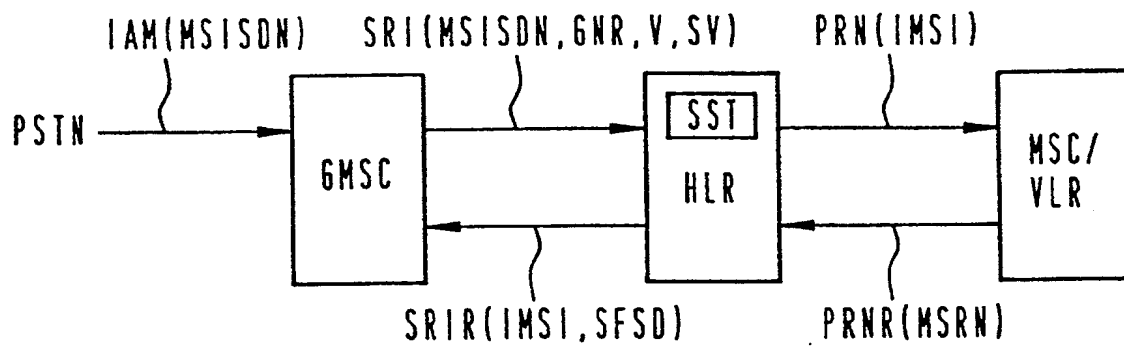 IAM(MSISDN)
SRI(MSISDN,GNR,V,SV)
PRN(IMSI)
PSTN
GMSC
SST
HLR
MSC/
VLR
SRIR(IMSI,SFSD)
PRNR(MSRN)